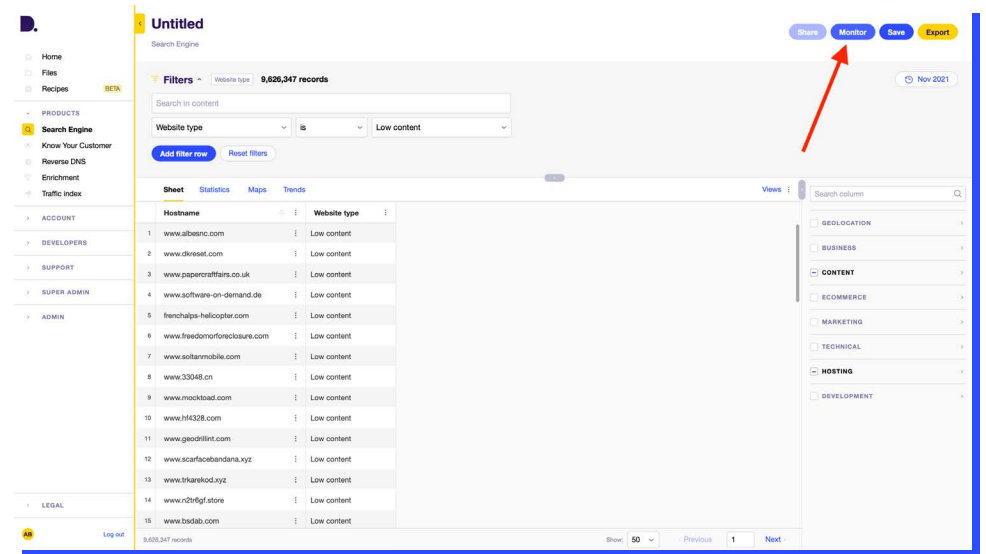 D.
Home
Files
Recipes BETA
PRODUCTS
Search Engine
Know Your Customer
Reverse DNS
Enrichment
Traffic index
ACCOUNT
DEVELOPERS
SUPPORT
SUPER ADMIN
ADMIN
LEGAL
AB Log out
Untitled
Search Engine
Share Monitor Save Export
Filters Website type 9,626,347 records
Nov 2021
Search in content
Website type is Low content
Add filter row Reset filters
Sheet Statistics Maps Trends Views
Hostname Website type
1 www.albesnc.com Low content
2 www.dkreset.com Low content
3 www.papercraftfairs.co.uk Low content
4 www.software-on-demand.de Low content
5 frenchalps-helicopter.com Low content
6 www.freedomorforeclosure.com Low content
7 www.soltanmobile.com Low content
8 www.33048.cn Low content
9 www.mocktoad.com Low content
10 www.hf4328.com Low content
11 www.geodrillint.com Low content
12 www.scarfacebandana.xyz Low content
13 www.trkarekod.xyz Low content
14 www.n2tr6gf.store Low content
15 www.bsdab.com Low content
9,626,347 records Show: 50 Previous 1 Next
Search column
GEOLOCATION
BUSINESS
CONTENT
ECOMMERCE
MARKETING
TECHNICAL
HOSTING
DEVELOPMENT